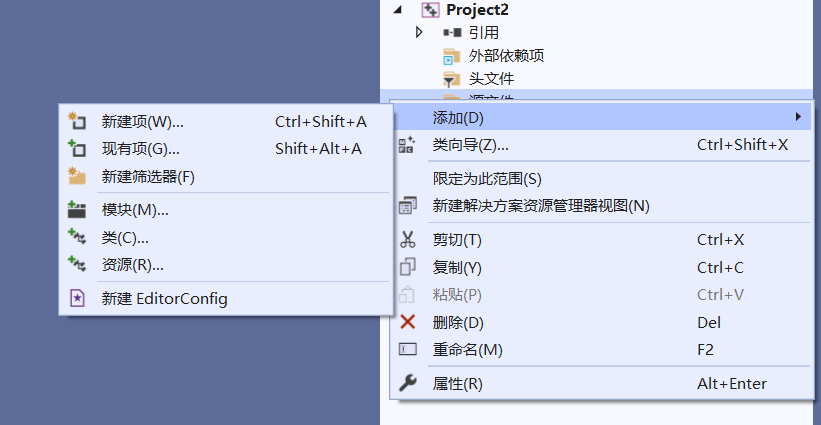 Project2
引用
外部依赖项
头文件
源文件
添加(D)
类向导(Z)... Ctrl+Shift+X
限定为此范围(S)
新建解决方案资源管理器视图(N)
剪切(T) Ctrl+X
复制(Y) Ctrl+C
粘贴(P) Ctrl+V
删除(D) Del
重命名(M) F2
属性(R) Alt+Enter
新建项(W)... Ctrl+Shift+A
现有项(G)... Shift+Alt+A
新建筛选器(F)
模块(M)...
类(C)...
资源(R)...
新建 EditorConfig